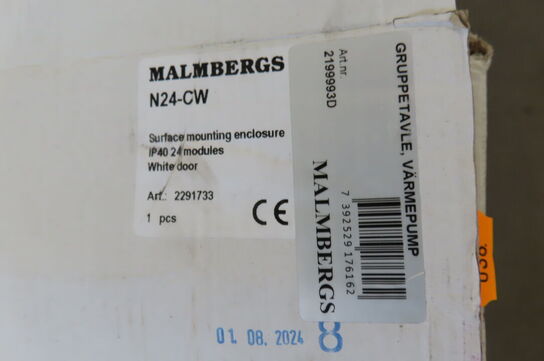 MALMBERGS
N24-CW
Surface mounting enclosure
IP40 24 modules
White door
Art.: 2291733
1 pcs
CE
GRUPPETAVLE, VÄRMEPUMP
Art.nr.
2199993D
7 392529 176162
MALMBERGS
01. 08. 2024